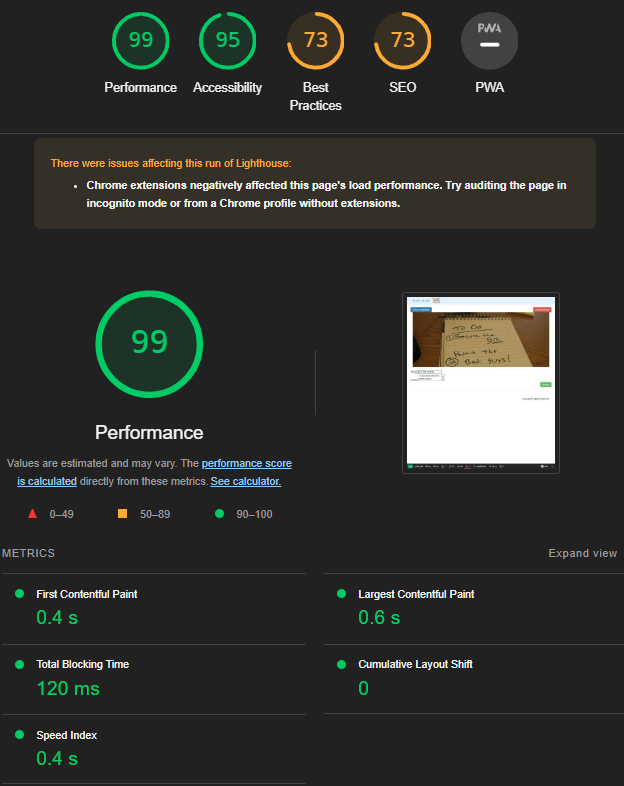 99
95
73
73
PWA
Performance
Accessibility
Best
Practices
SEO
PWA
There were issues affecting this run of Lighthouse:
• Chrome extensions negatively affected this page's load performance. Try auditing the page in
incognito mode or from a Chrome profile without extensions.
99
Performance
Values are estimated and may vary. The performance score
is calculated directly from these metrics. See calculator.
0–49
50–89
90–100
To Do
METRICS
Expand view
First Contentful Paint
0.4 s
Largest Contentful Paint
0.6 s
Total Blocking Time
120 ms
Cumulative Layout Shift
0
Speed Index
0.4 s